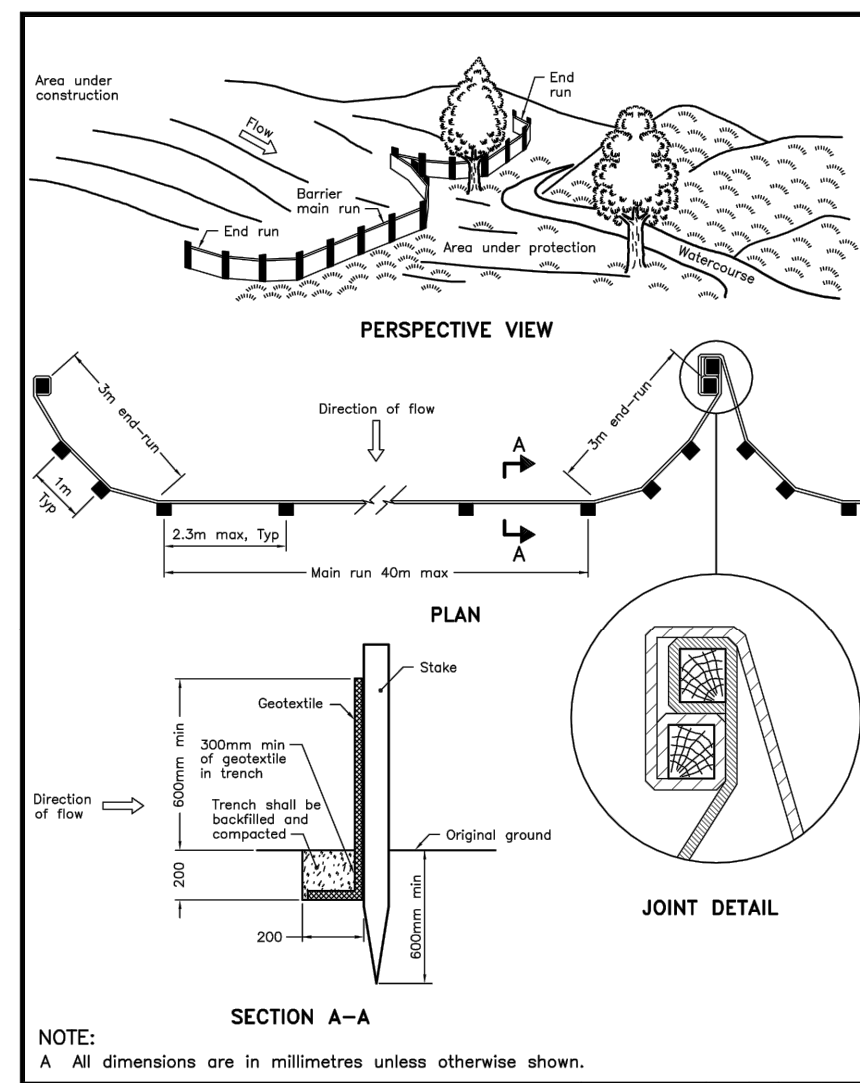 Area under
construction
Flow
End
run
Barrier
main run
End run
Area under protection
Watercourse
PERSPECTIVE VIEW
3m end-run
Direction of flow
3m end-run
A
1m
Typ
2.3m max, Typ
A
Main run 40m max
PLAN
Stake
Geotextile
600mm min
300mm min
of geotextile
in trench
Direction
of flow
Trench shall be
backfilled and
compacted
Original ground
200
600mm min
200
JOINT DETAIL
SECTION A-A
NOTE:
A All dimensions are in millimetres unless otherwise shown.